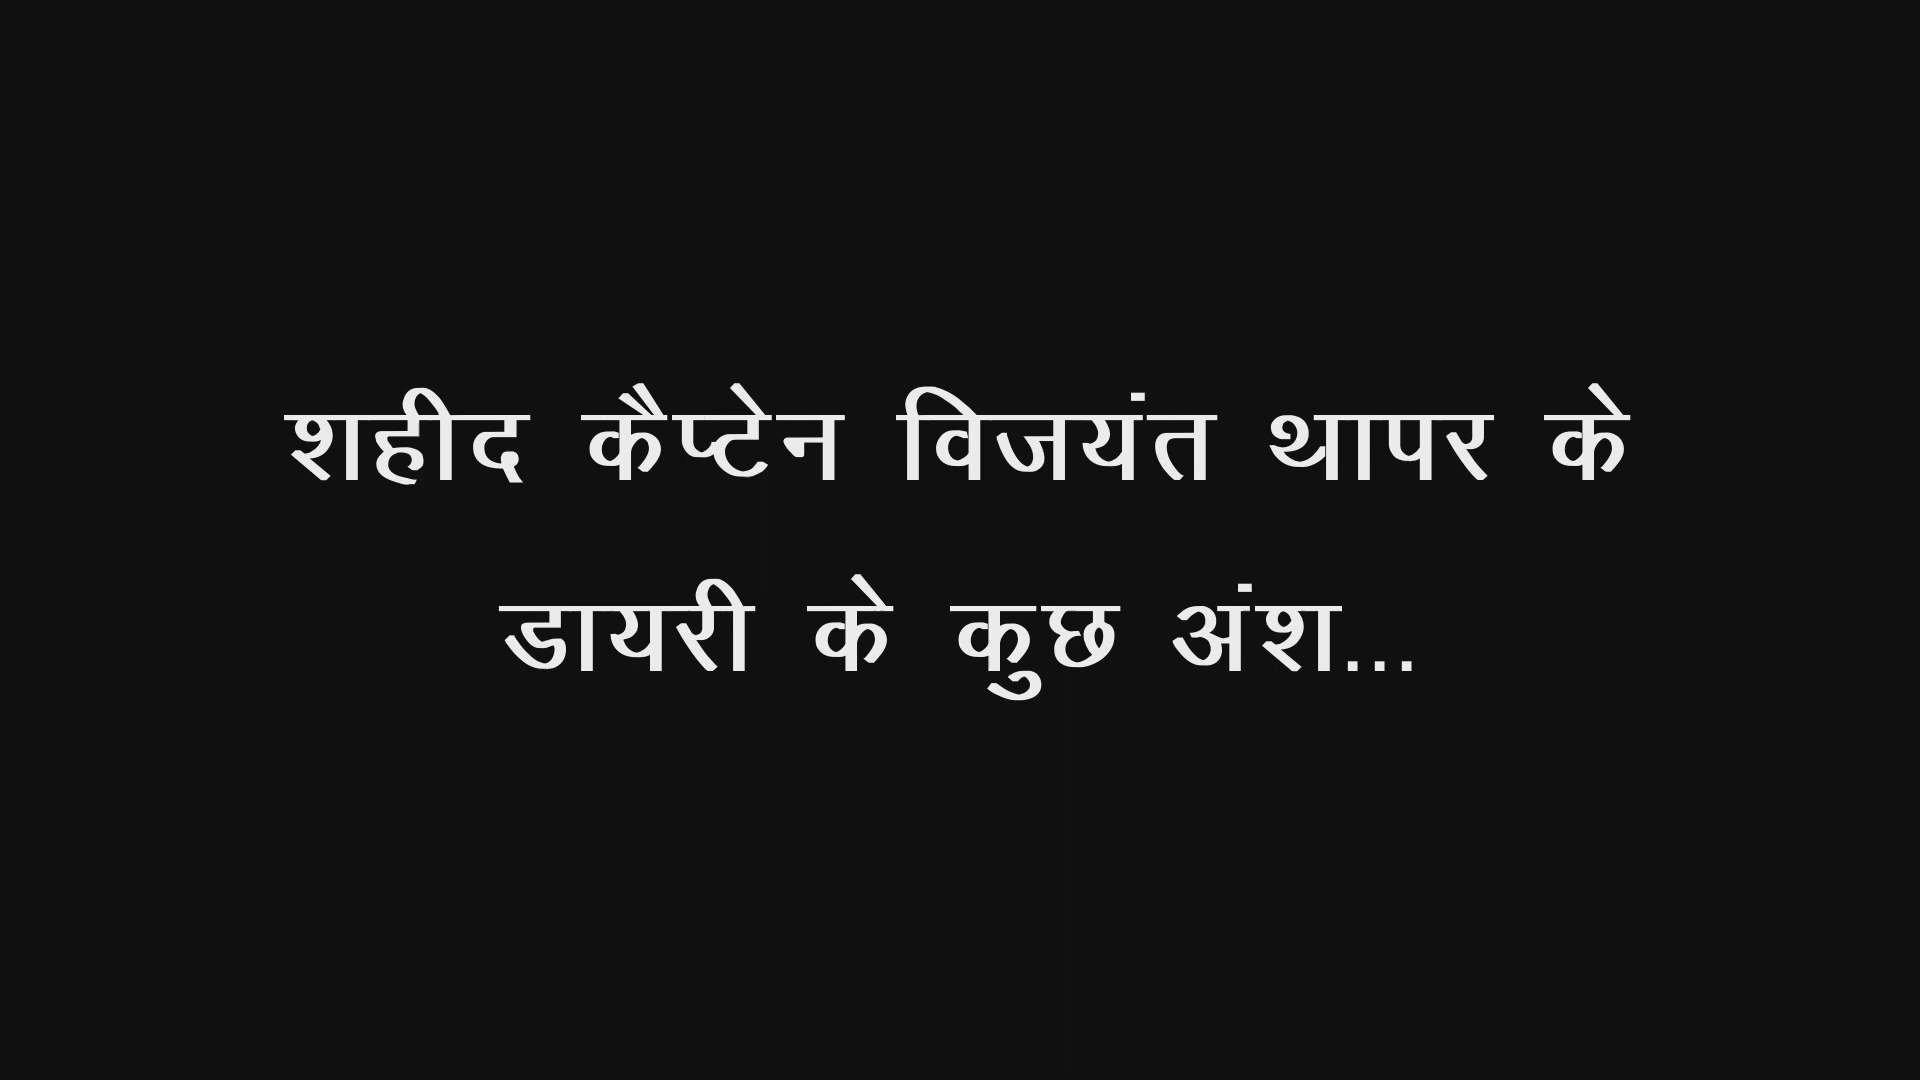 शहीद कैप्टेन विजयंत थापर के
डायरी के कुछ अंश...